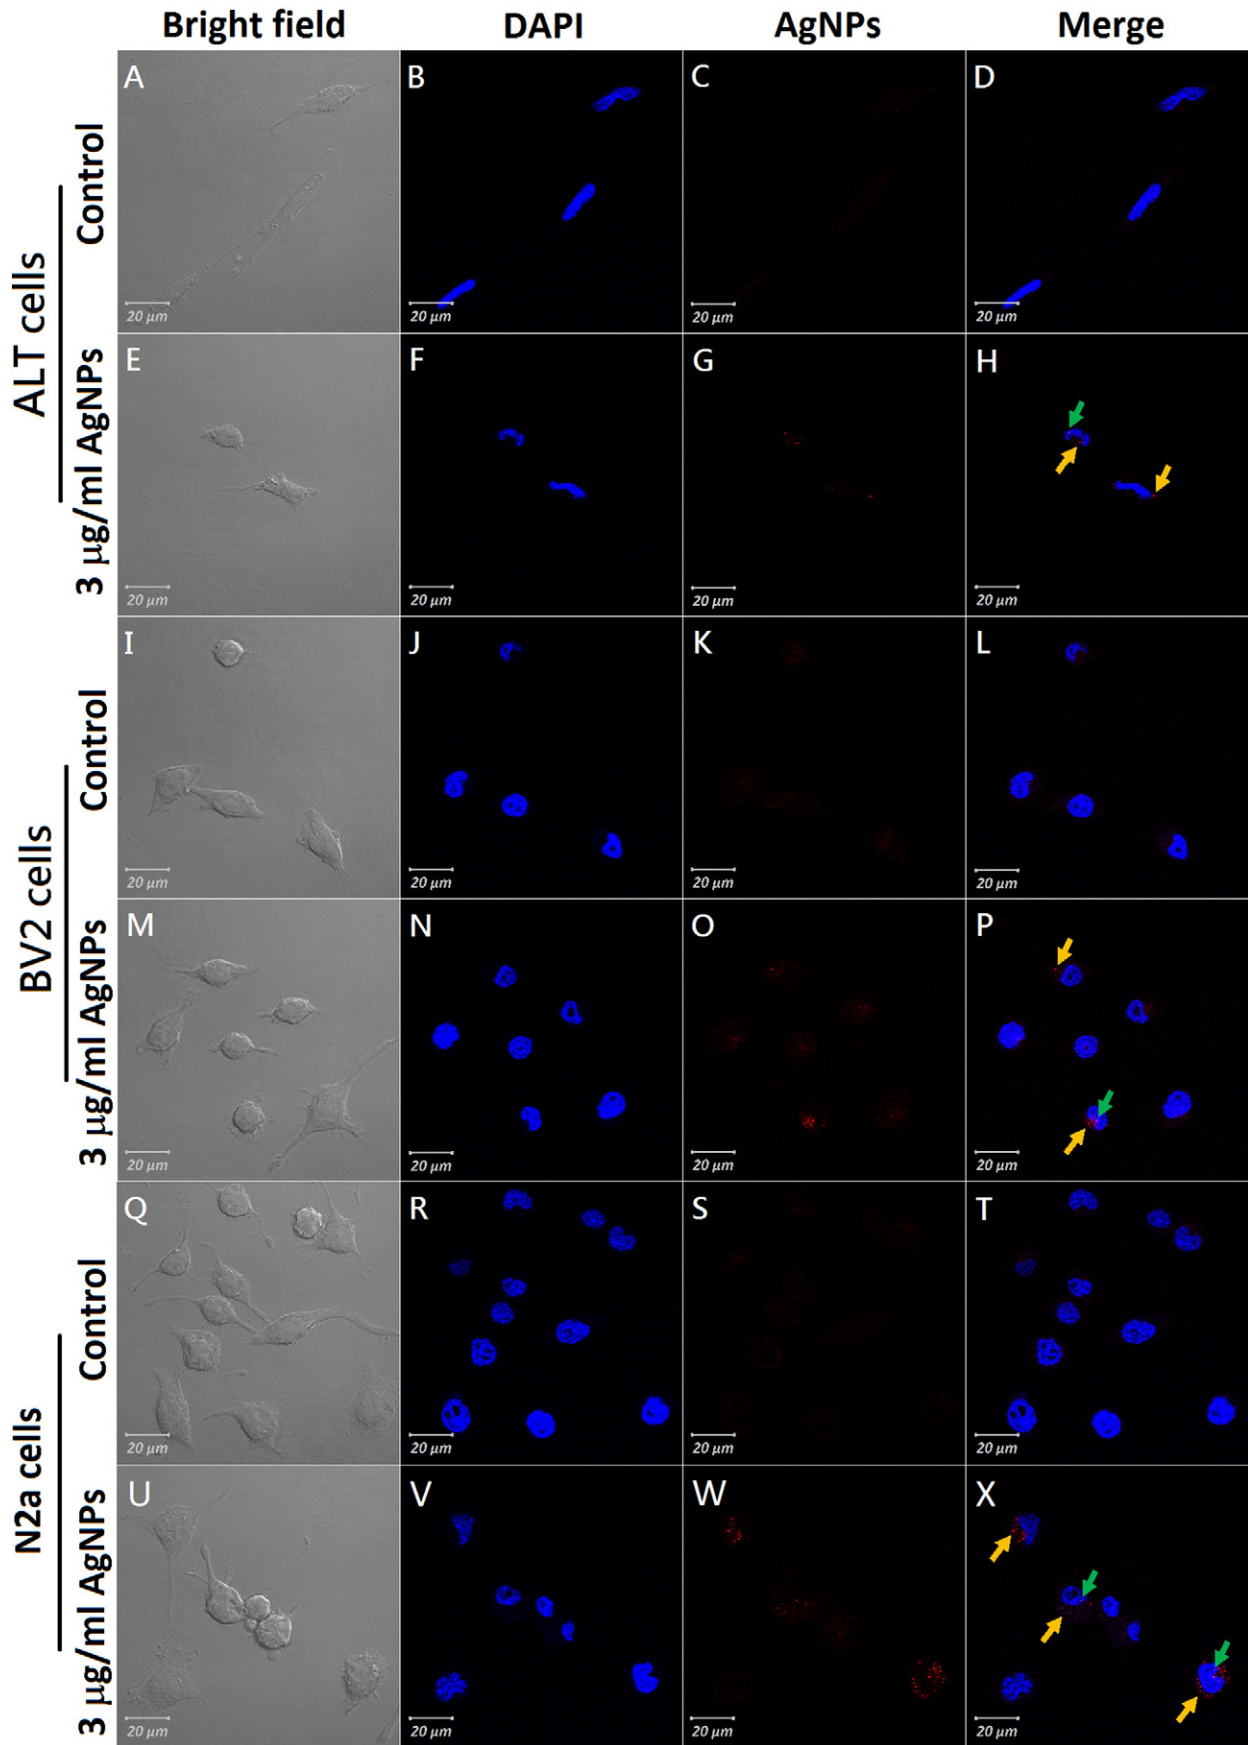 Bright field DAPI AgNPs Merge
ALT cells
Control
A B C D
20 μm 20 μm 20 μm 20 μm
3 μg/ml AgNPs
E F G H
20 μm 20 μm 20 μm 20 μm
BV2 cells
Control
I J K L
20 μm 20 μm 20 μm 20 μm
3 μg/ml AgNPs
M N O P
20 μm 20 μm 20 μm 20 μm
N2a cells
Control
Q R S T
20 μm 20 μm 20 μm 20 μm
3 μg/ml AgNPs
U V W X
20 μm 20 μm 20 μm 20 μm